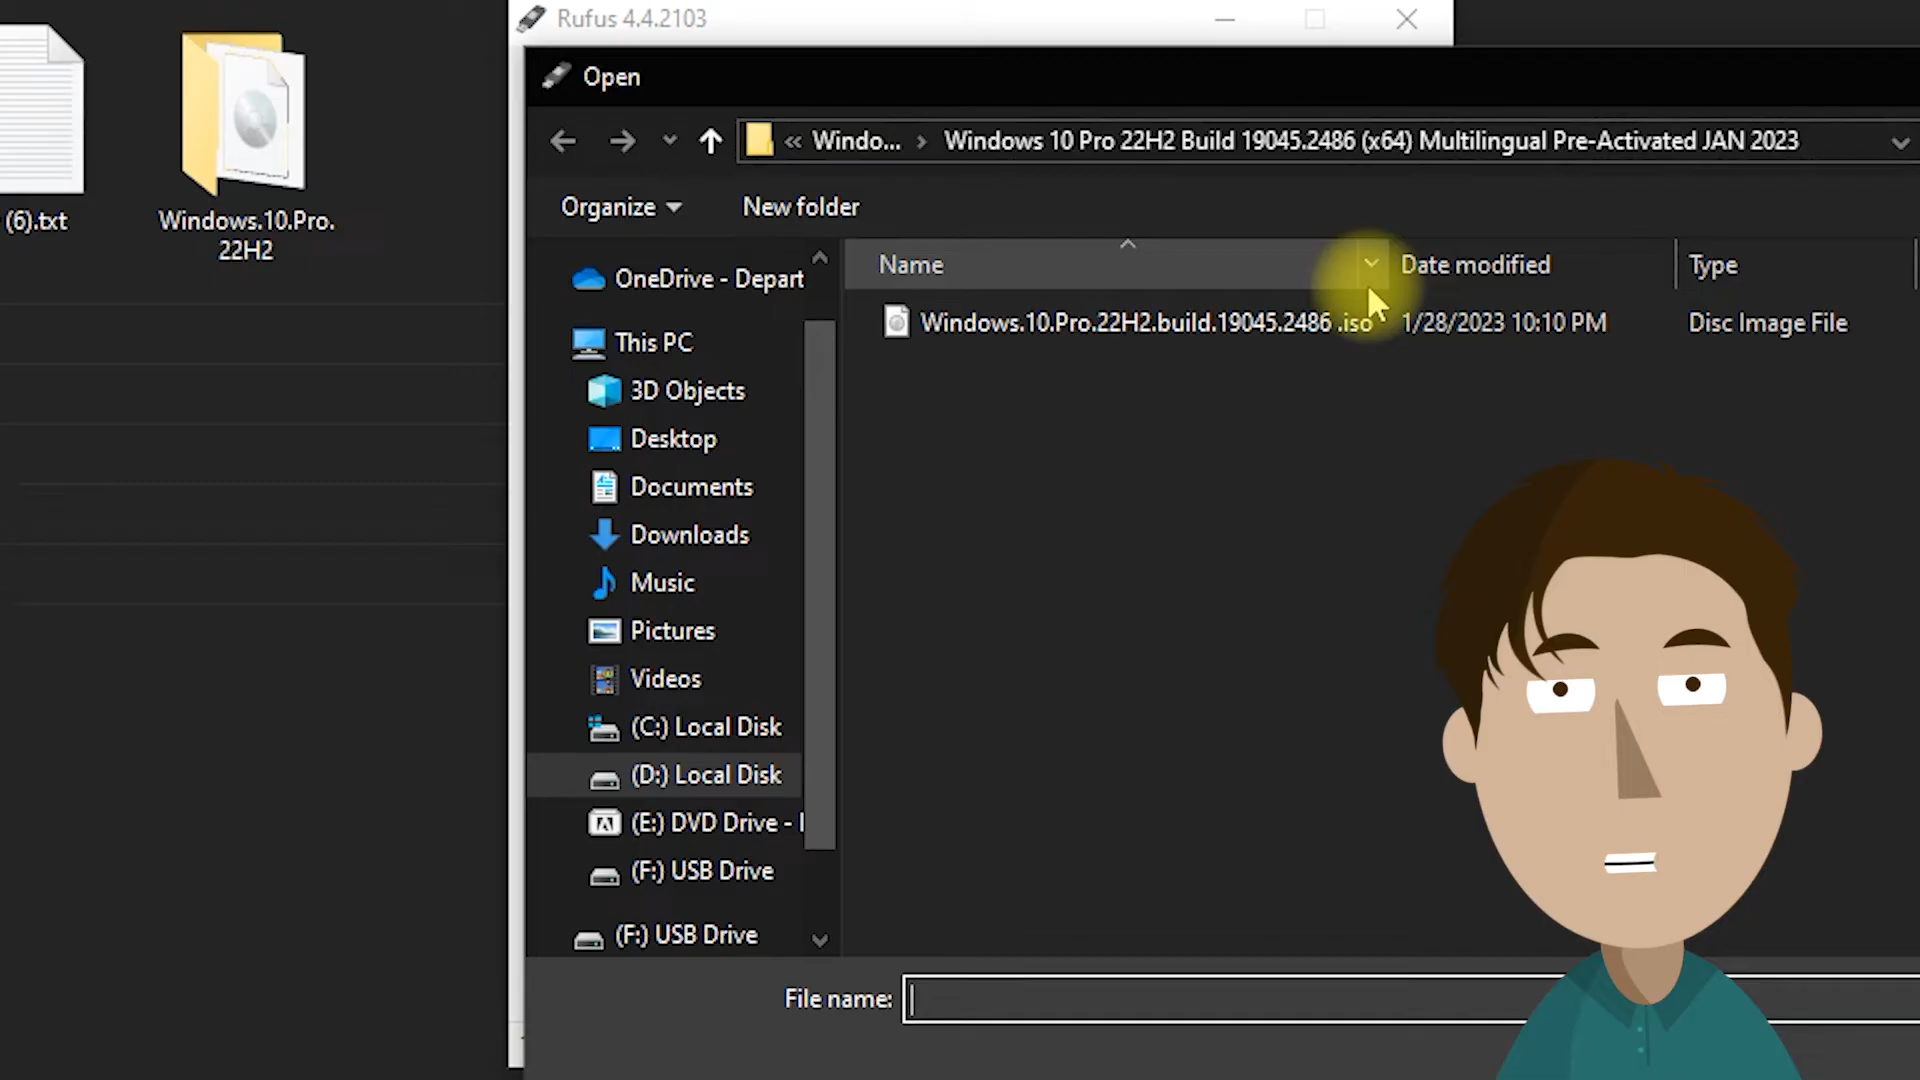 Rufus 4.4.2103
(6).txt
Windows.10.Pro.
22H2
Open
« Windo... › Windows 10 Pro 22H2 Build 19045.2486 (x64) Multilingual Pre-Activated JAN 2023
Organize
New folder
Name
Date modified
Type
Windows.10.Pro.22H2.build.19045.2486 .iso
1/28/2023 10:10 PM
Disc Image File
OneDrive - Depart
This PC
3D Objects
Desktop
Documents
Downloads
Music
Pictures
Videos
(C:) Local Disk
(D:) Local Disk
(E:) DVD Drive -
(F:) USB Drive
(F:) USB Drive
File name: